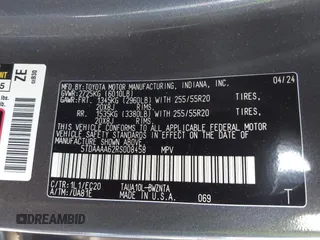 ZE
MFD. BY: TOYOTA MOTOR MANUFACTURING, INDIANA, INC. 04/24
GVWR: 2725KG (6010LB)
GAWR: FRT. 1345KG (2960LB) WITH 255/55R20 TIRES,
20X8J RIMS,
RR. 1535KG (3380LB) WITH 255/55R20 TIRES,
20X8J RIMS,
THIS VEHICLE CONFORMS TO ALL APPLICABLE
FEDERAL MOTOR VEHICLE SAFETY
STANDARDS IN EFFECT ON THE DATE OF
MANUFACTURE SHOWN ABOVE.
5TDAAAA62RS008458 MPV
C/TR: 1L1/EC20 TAUA10L-BWZNTA
A/TM: /UA81E
MADE IN U.S.A. 069
DREAMBID
DREAMBID.COM